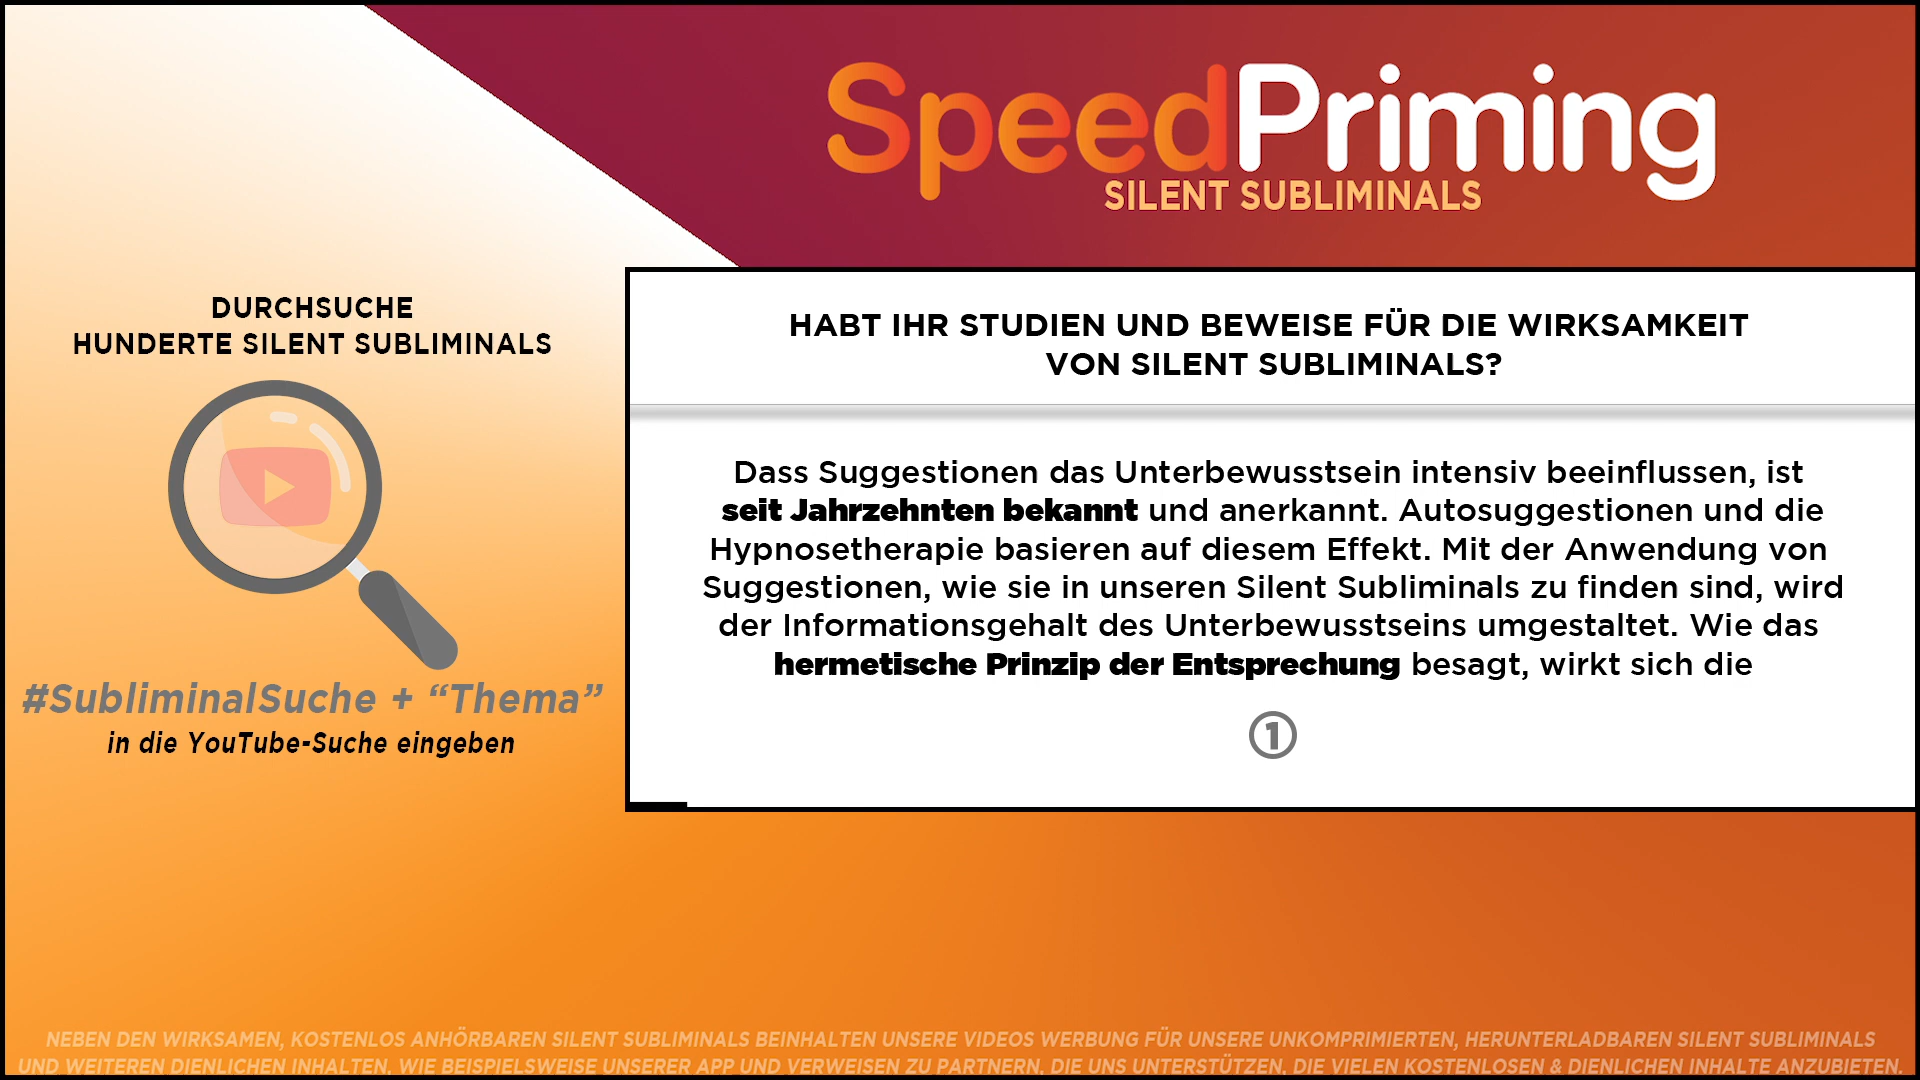 SpeedPriming
SILENT SUBLIMINALS
DURCHSUCHE
HUNDERTE SILENT SUBLIMINALS
#SubliminalSuche + “Thema”
in die YouTube-Suche eingeben
HABT IHR STUDIEN UND BEWEISE FÜR DIE WIRKSAMKEIT
VON SILENT SUBLIMINALS?
Dass Suggestionen das Unterbewusstsein intensiv beeinflussen, ist
seit Jahrzehnten bekannt und anerkannt. Autosuggestionen und die
Hypnosetherapie basieren auf diesem Effekt. Mit der Anwendung von
Suggestionen, wie sie in unseren Silent Subliminals zu finden sind, wird
der Informationsgehalt des Unterbewusstseins umgestaltet. Wie das
hermetische Prinzip der Entsprechung besagt, wirkt sich die
1
NEBEN DEN WIRKSAMEN, KOSTENLOS ANHÖRBAREN SILENT SUBLIMINALS BEINHALTEN UNSERE VIDEOS WERBUNG FÜR UNSERE UNKOMPRIMIERTEN, HERUNTERLADBAREN SILENT SUBLIMINALS
UND WEITEREN DIENLICHEN INHALTEN, WIE BEISPIELSWEISE UNSERER APP UND VERWEISEN ZU PARTNERN, DIE UNS UNTERSTÜTZEN, DIE VIELEN KOSTENLOSEN & DIENLICHEN INHALTE ANZUBIETEN.